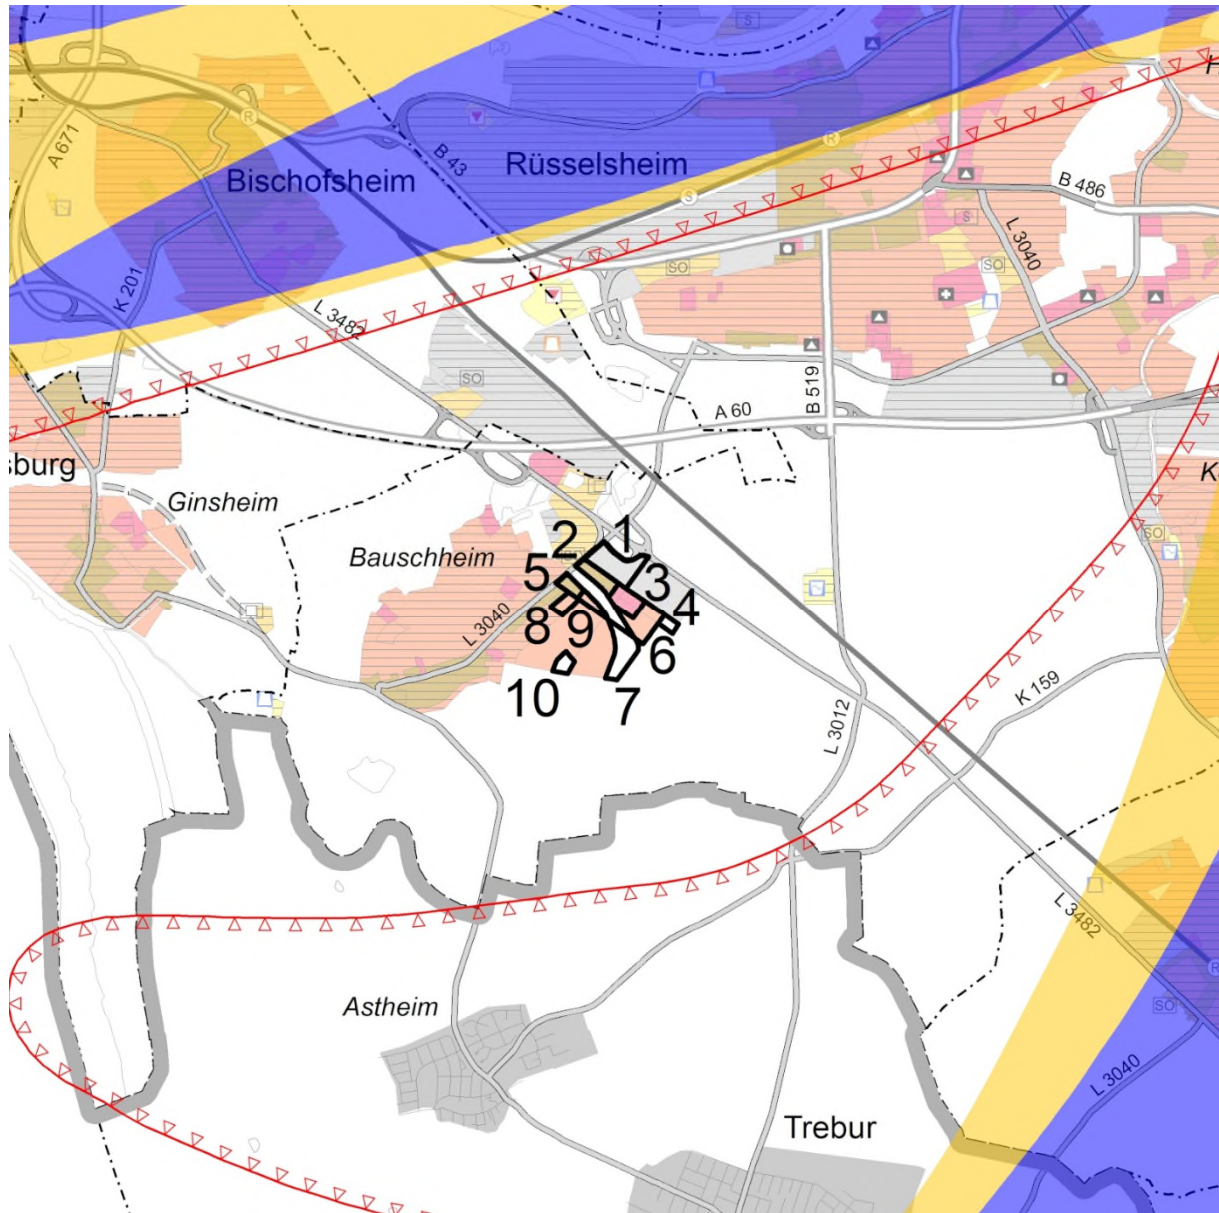 S
H
A 671
R
B 43
Rüsselsheim
R
Bischofsheim
S
B 486
S
L 3040
K 201
SO
SO
L 3482
SO
B 519
A 60
sburg
K
Ginsheim
Bauschheim
2
1
SO
5
3
8
9
4
L 3040
6
10
7
K 159
L 3012
L 3482
R
Astheim
SO
L 3040
Trebur